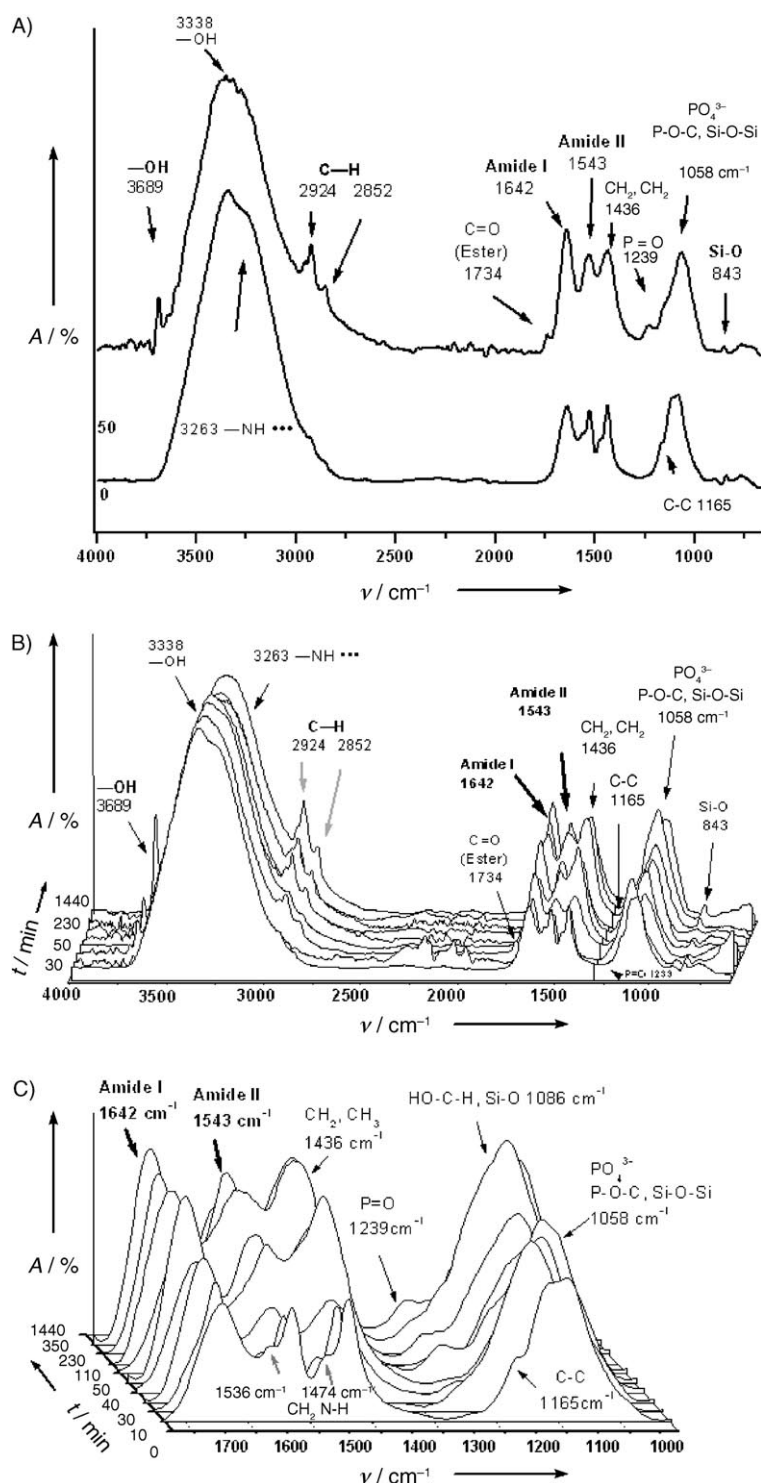 A)
3338
—OH
—OH
3689
C—H
2924 2852
Amide I
1642
Amide II
1543
CH₂, CH₂
1436
PO₄³⁻
P-O-C, Si-O-Si
1058 cm⁻¹
C=O
(Ester)
1734
P=O
1239
Si-O
843
A / %
50
0
3263 —NH •••
C-C 1165
4000 3500 3000 2500 2000 1500 1000
ν / cm⁻¹
B)
3338
—OH
3263 —NH •••
C—H
2924 2852
—OH
3689
Amide II
1543
Amide I
1642
CH₂, CH₂
1436
PO₄³⁻
P-O-C, Si-O-Si
1058 cm⁻¹
C-C
1165
C=O
(Ester)
1734
Si-O
843
A / %
t / min
1440
230
50
30
P=O 1239
4000 3500 3000 2500 2000 1500 1000
ν / cm⁻¹
C)
Amide I
1642 cm⁻¹
Amide II
1543 cm⁻¹
CH₂, CH₃
1436 cm⁻¹
HO-C-H, Si-O 1086 cm⁻¹
P=O
1239cm⁻¹
PO ³⁻
P-O-C, Si-O-Si
1058 cm⁻¹
A / %
1440
350
230
110
50
40
30
10
0
t / min
1536 cm⁻¹
1474 cm⁻¹
CH₂ N-H
C-C
1165cm⁻¹
1700 1600 1500 1400 1300 1200 1100 1000
ν / cm⁻¹